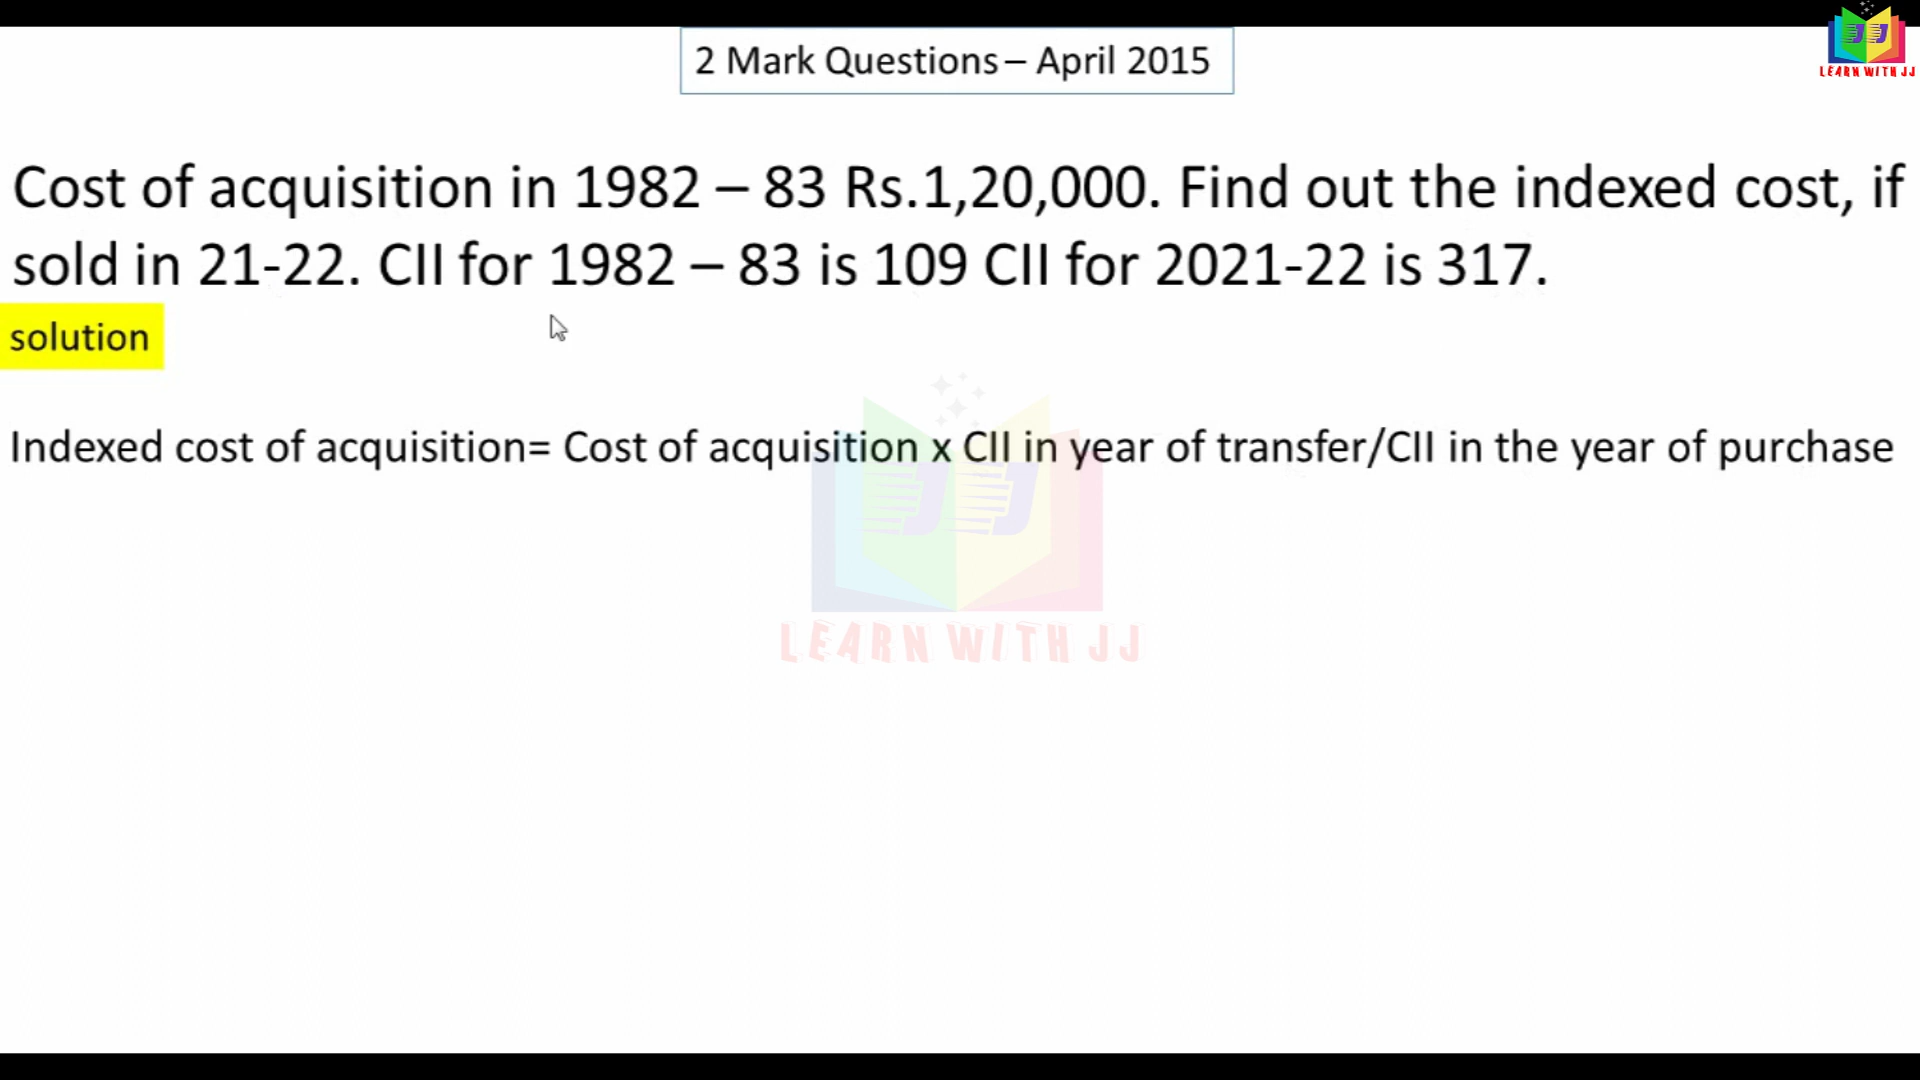 2 Mark Questions – April 2015
LEARN WITH JJ
Cost of acquisition in 1982 – 83 Rs.1,20,000. Find out the indexed cost, if
sold in 21-22. CII for 1982 – 83 is 109 CII for 2021-22 is 317.
solution
Indexed cost of acquisition= Cost of acquisition x CII in year of transfer/CII in the year of purchase
JJ
LEARN WITH JJ